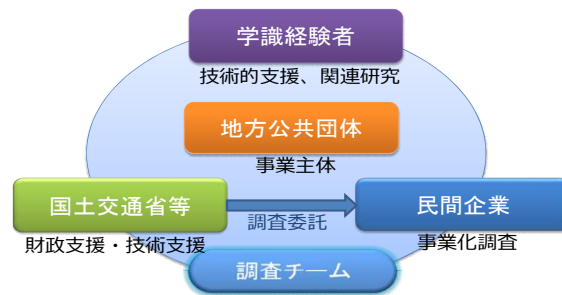 学識経験者
技術的支援、関連研究
地方公共団体
事業主体
国土交通省等
財政支援・技術支援
調査委託
民間企業
事業化調査
調査チーム